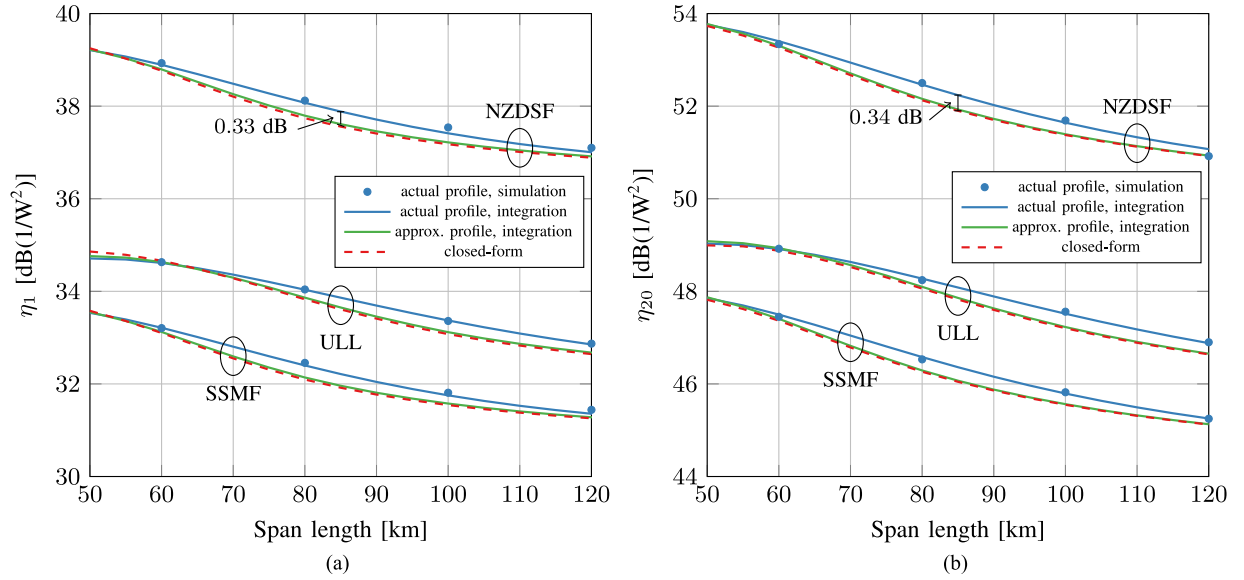 40
38
36
34
32
30
50
60
70
80
90
100
110
120
η1 [dB(1/W²)]
Span length [km]
0.33 dB
NZDSF
actual profile, simulation
actual profile, integration
approx. profile, integration
closed-form
ULL
SSMF
(a)
54
52
50
48
46
44
50
60
70
80
90
100
110
120
η20 [dB(1/W²)]
Span length [km]
0.34 dB
NZDSF
actual profile, simulation
actual profile, integration
approx. profile, integration
closed-form
ULL
SSMF
(b)